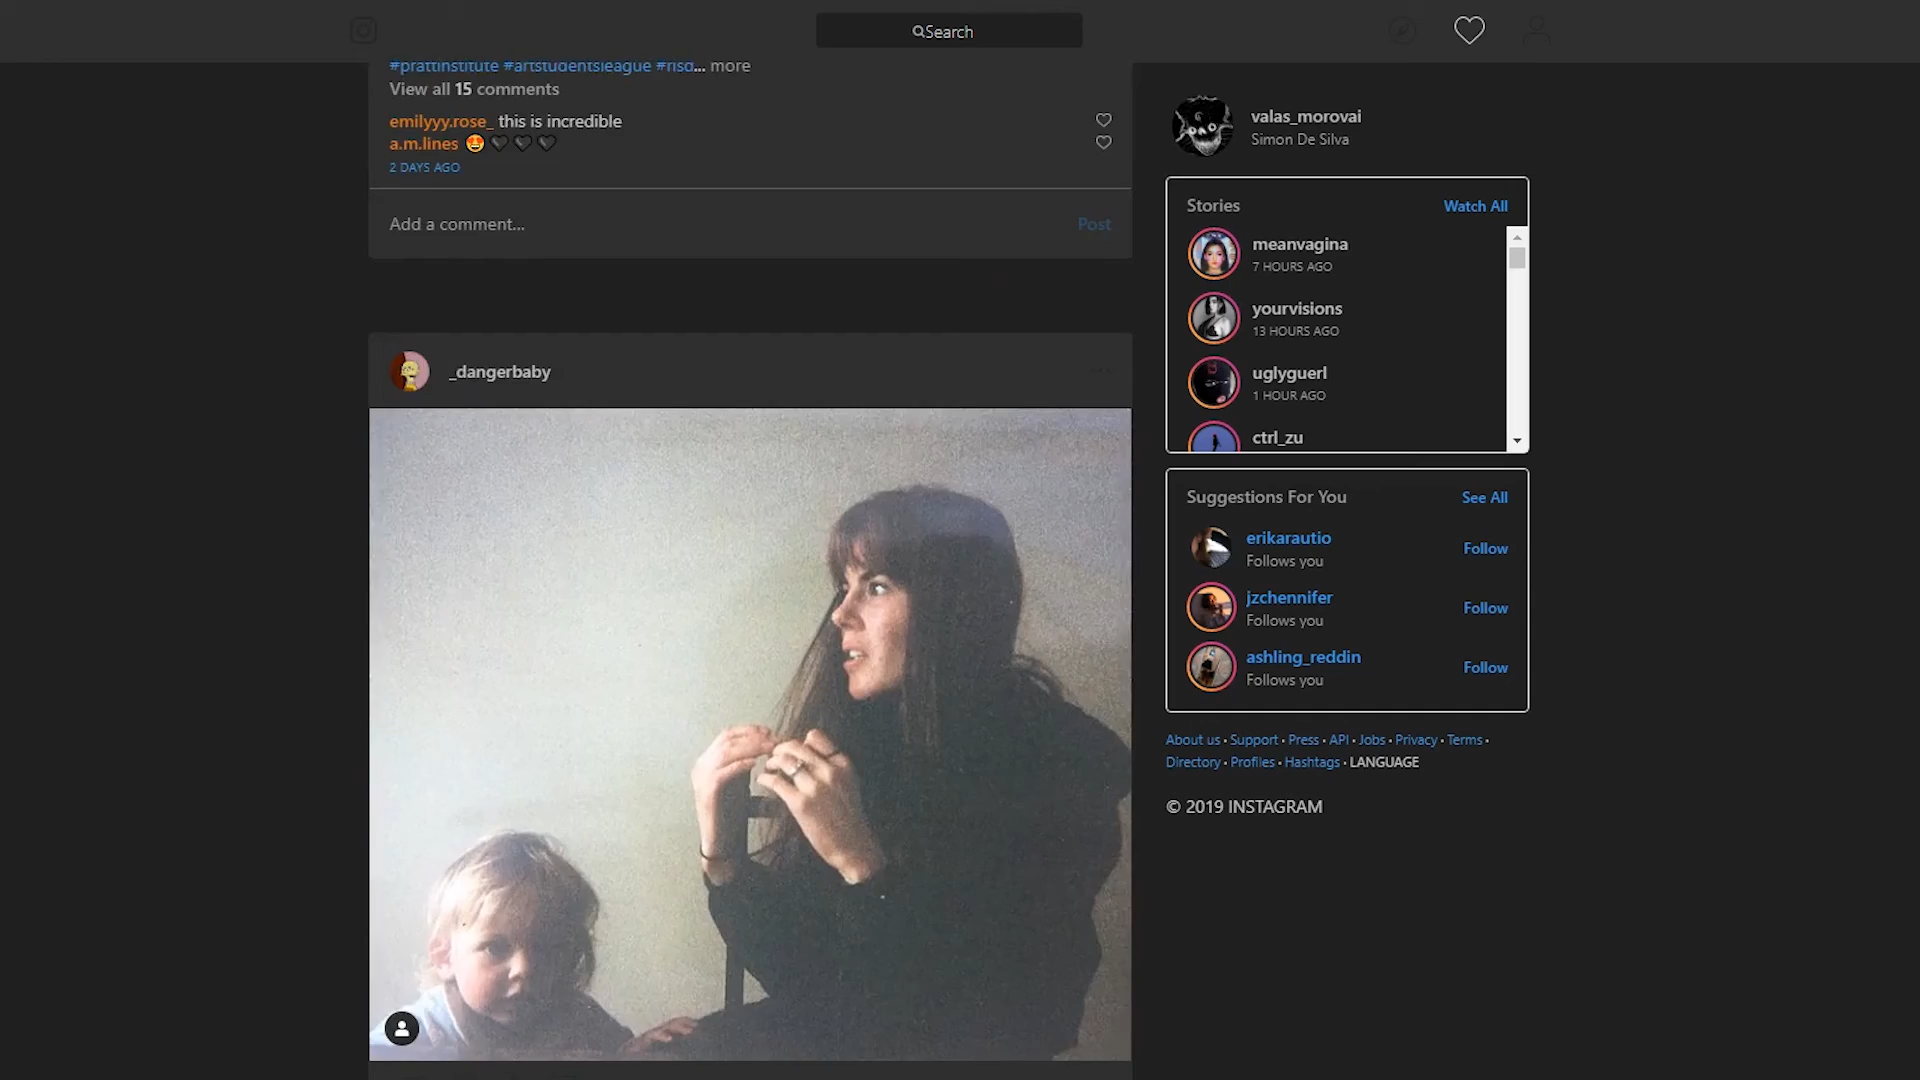 Search
#prattinstitute #artstudentsleague #risd... more
View all 15 comments
emilyyy.rose_ this is incredible
a.m.lines 🤩🖤🖤🖤
2 DAYS AGO
Add a comment...
Post
_dangerbaby
valas_morovai
Simon De Silva
Stories
Watch All
meanvagina
7 HOURS AGO
yourvisions
13 HOURS AGO
uglyguerl
1 HOUR AGO
ctrl_zu
Suggestions For You
See All
erikarautio
Follows you
Follow
jzchennifer
Follows you
Follow
ashling_reddin
Follows you
Follow
About us · Support · Press · API · Jobs · Privacy · Terms ·
Directory · Profiles · Hashtags · LANGUAGE
© 2019 INSTAGRAM